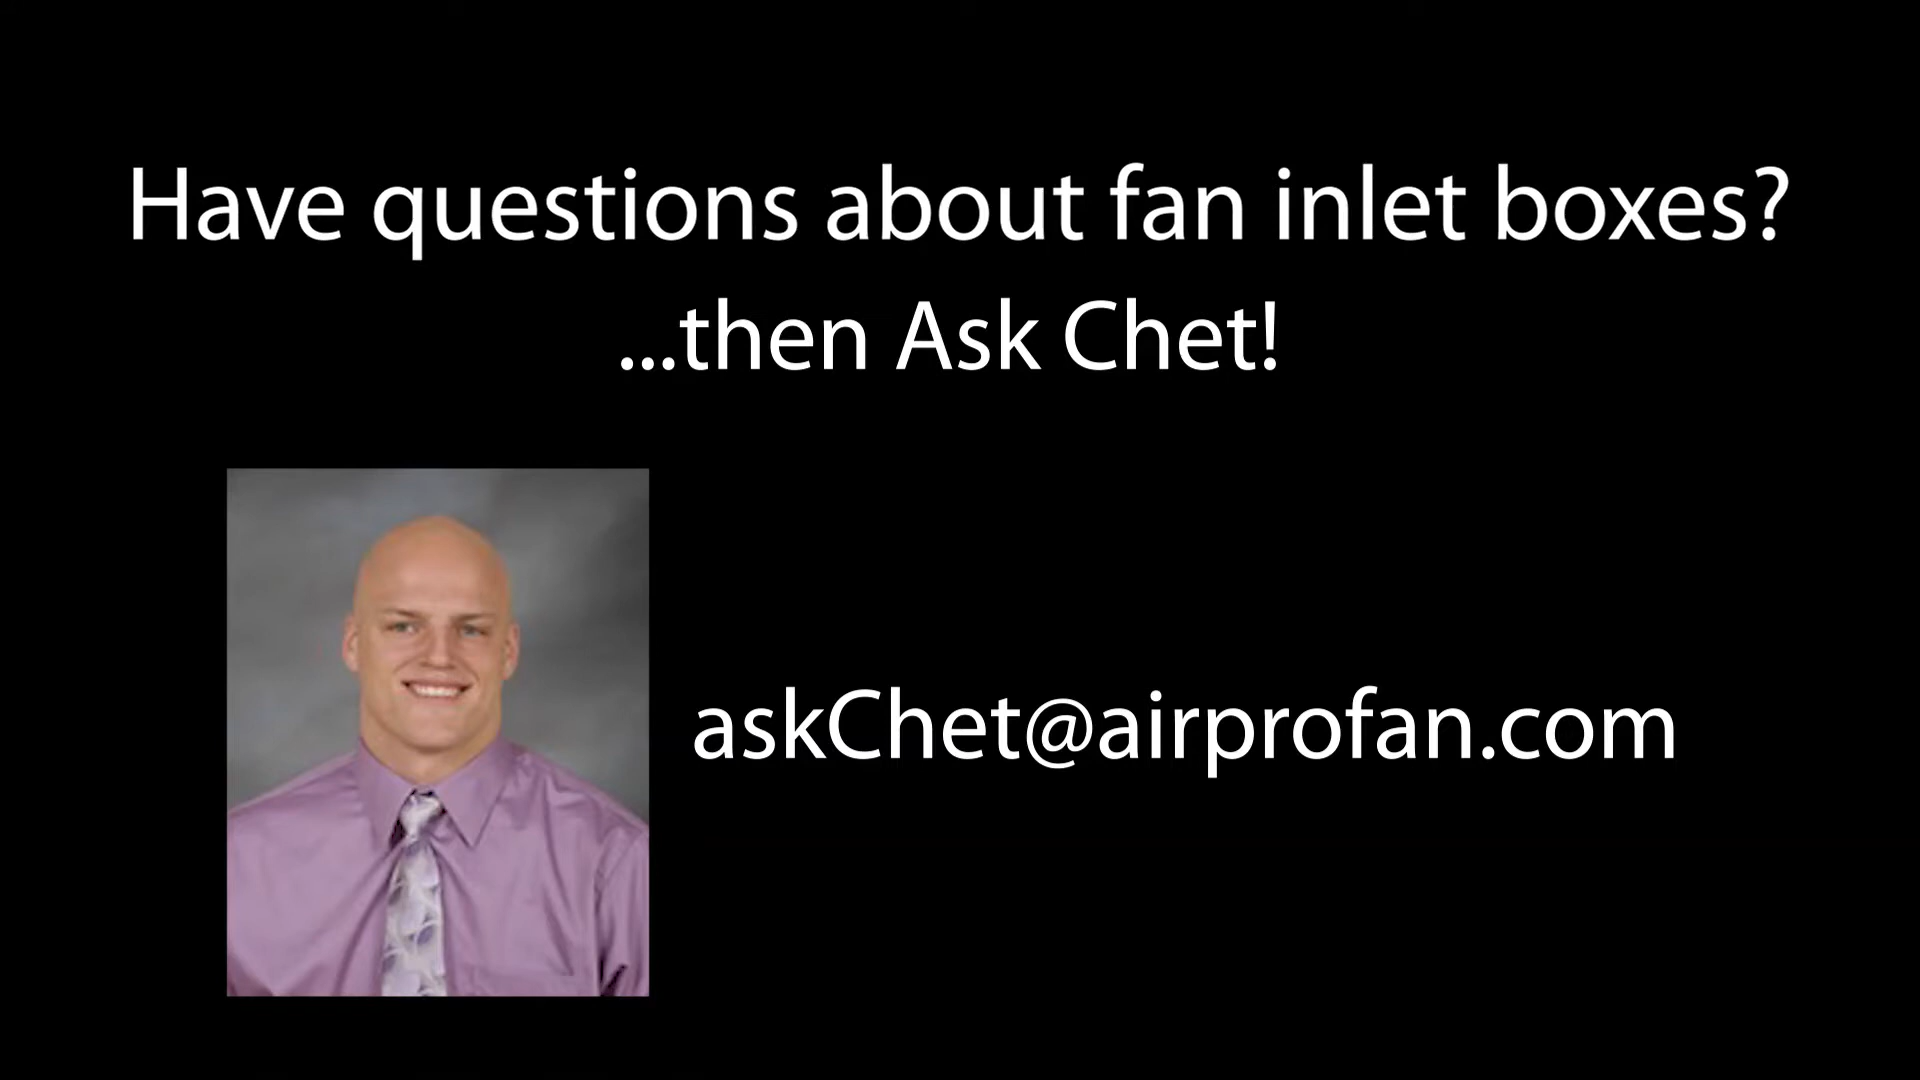 Have questions about fan inlet boxes?
...then Ask Chet!
askChet@airprofan.com